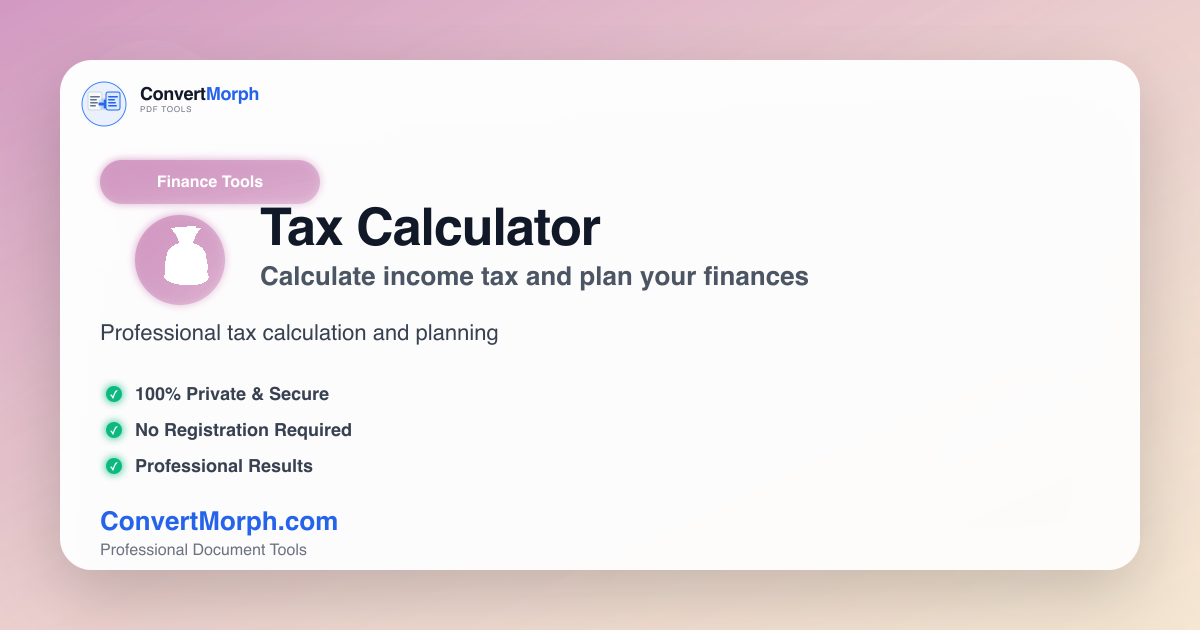 ConvertMorph
PDF TOOLS
Finance Tools
Tax Calculator
Calculate income tax and plan your finances
Professional tax calculation and planning
100% Private & Secure
No Registration Required
Professional Results
ConvertMorph.com
Professional Document Tools